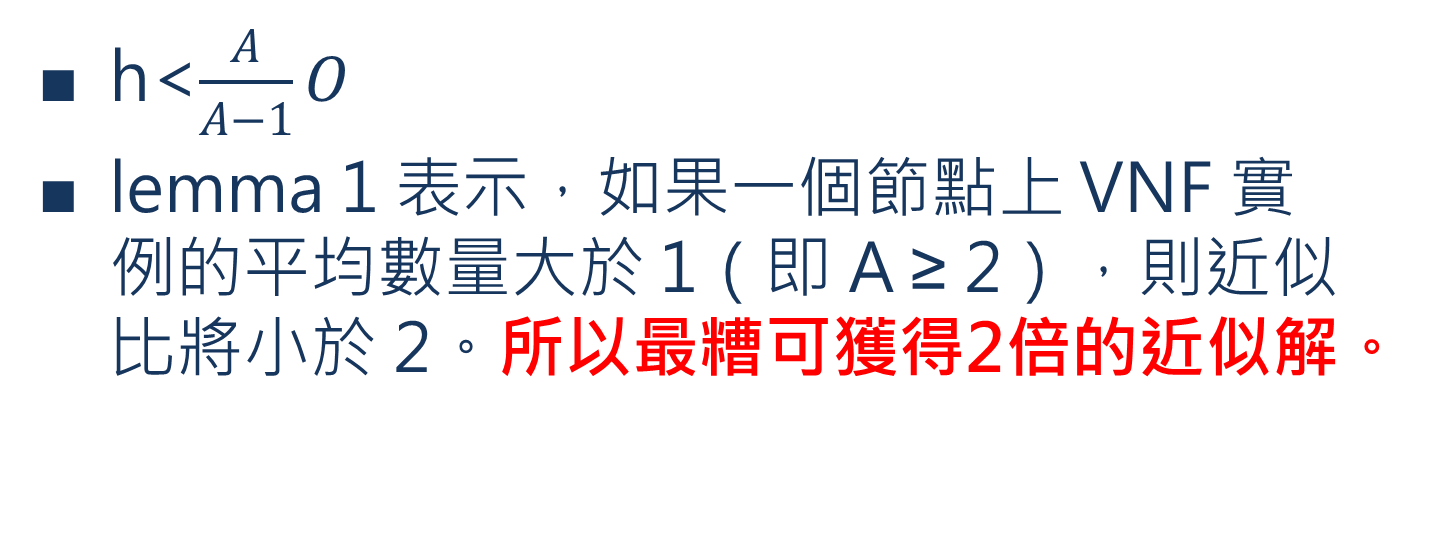 ■ h<\frac{A}{A-1}O
■ lemma 1 表示，如果一個節點上 VNF 實
例的平均數量大於 1（即 A ≥ 2），則近似
比將小於 2。所以最糟可獲得2倍的近似解。